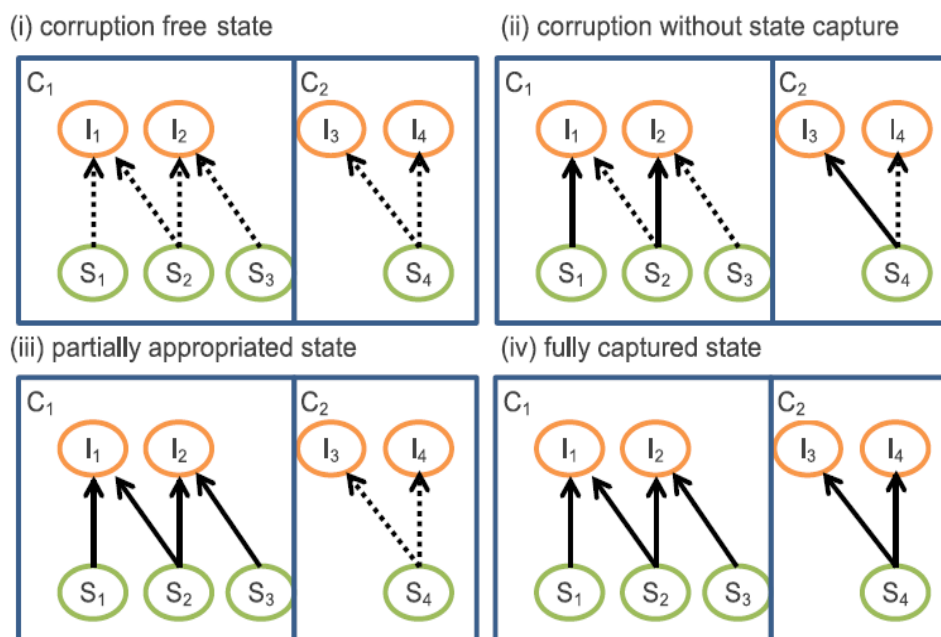 (i) corruption free state
(ii) corruption without state capture
C₁ C₂
I₁ I₂ I₃ I₄
S₁ S₂ S₃ S₄
C₁ C₂
I₁ I₂ I₃ I₄
S₁ S₂ S₃ S₄
(iii) partially appropriated state
(iv) fully captured state
C₁ C₂
I₁ I₂ I₃ I₄
S₁ S₂ S₃ S₄
C₁ C₂
I₁ I₂ I₃ I₄
S₁ S₂ S₃ S₄